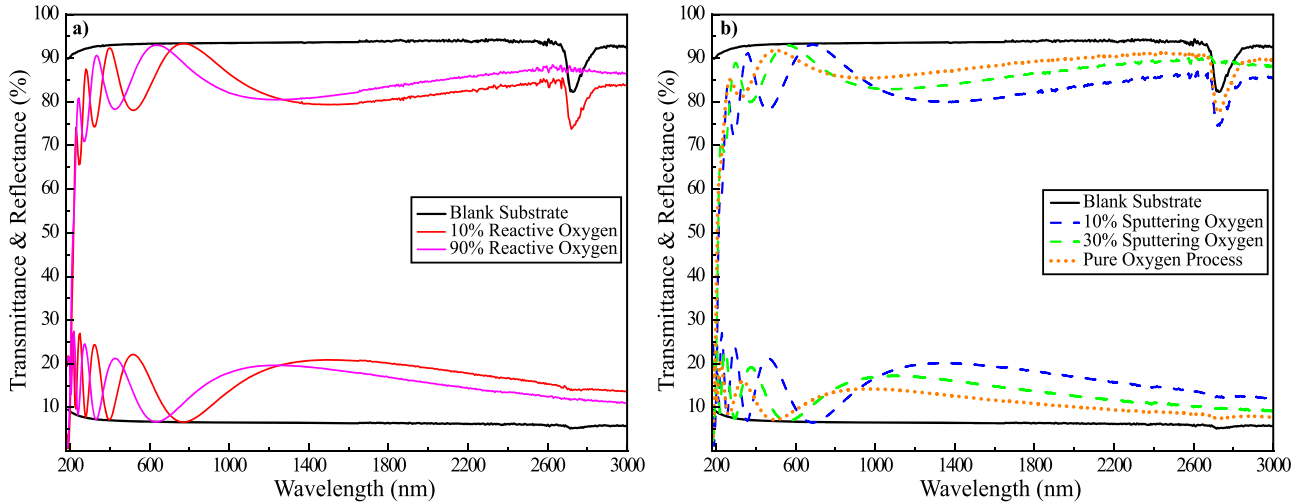 a)
Transmittance & Reflectance (%)
100
90
80
70
60
50
40
30
20
10
Blank Substrate
10% Reactive Oxygen
90% Reactive Oxygen
200 600 1000 1400 1800 2200 2600 3000
Wavelength (nm)
b)
Transmittance & Reflectance (%)
100
90
80
70
60
50
40
30
20
10
Blank Substrate
10% Sputtering Oxygen
30% Sputtering Oxygen
Pure Oxygen Process
200 600 1000 1400 1800 2200 2600 3000
Wavelength (nm)